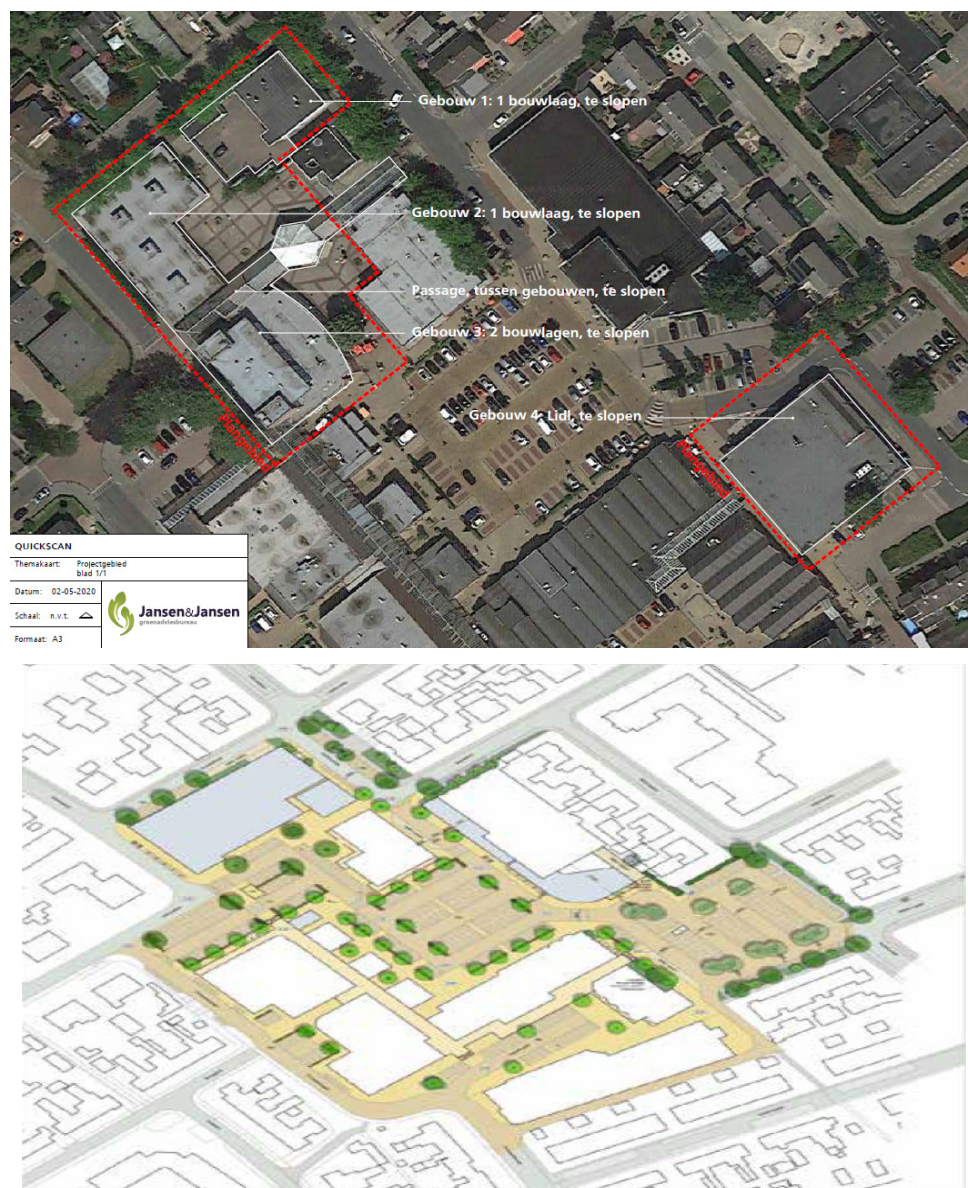 Gebouw 1: 1 bouwlaag, te slopen
Gebouw 2: 1 bouwlaag, te slopen
Passage, tussen gebouwen, te slopen
Gebouw 3: 2 bouwlagen, te slopen
Gebouw 4: Lidl, te slopen
Plangebied
Plangebied
QUICKSCAN
Themakaart: Projectgebied
blad 1/1
Datum: 02-05-2020
Schaal: n.v.t.
Formaat: A3
Jansen&Jansen
groenadviesbureau